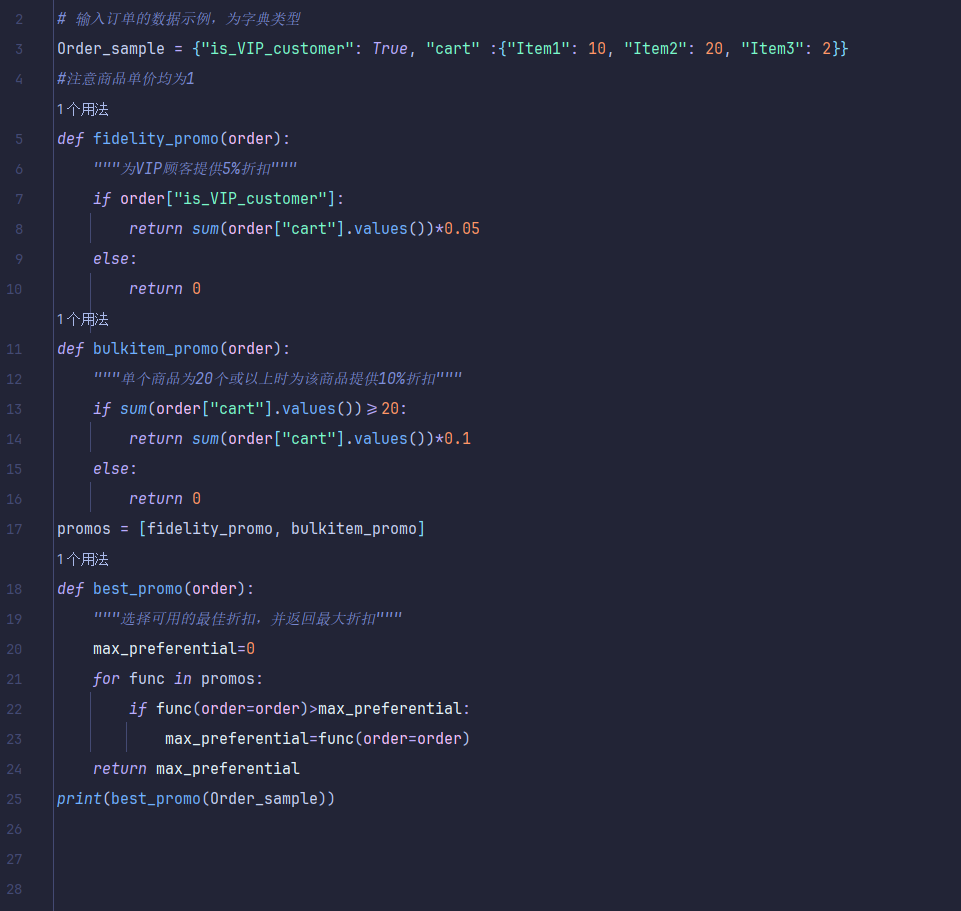 2 # 输入订单的数据示例，为字典类型
3 Order_sample = {"is_VIP_customer": True, "cart" :{"Item1": 10, "Item2": 20, "Item3": 2}}
4 #注意商品单价均为1
1个用法
5 def fidelity_promo(order):
6     """为VIP顾客提供5%折扣"""
7     if order["is_VIP_customer"]:
8         return sum(order["cart"].values())*0.05
9     else:
10         return 0
1个用法
11 def bulkitem_promo(order):
12     """单个商品为20个或以上时为该商品提供10%折扣"""
13     if sum(order["cart"].values())≥20:
14         return sum(order["cart"].values())*0.1
15     else:
16         return 0
17 promos = [fidelity_promo, bulkitem_promo]
1个用法
18 def best_promo(order):
19     """选择可用的最佳折扣，并返回最大折扣"""
20     max_preferential=0
21     for func in promos:
22         if func(order=order)>max_preferential:
23             max_preferential=func(order=order)
24     return max_preferential
25 print(best_promo(Order_sample))
26
27
28